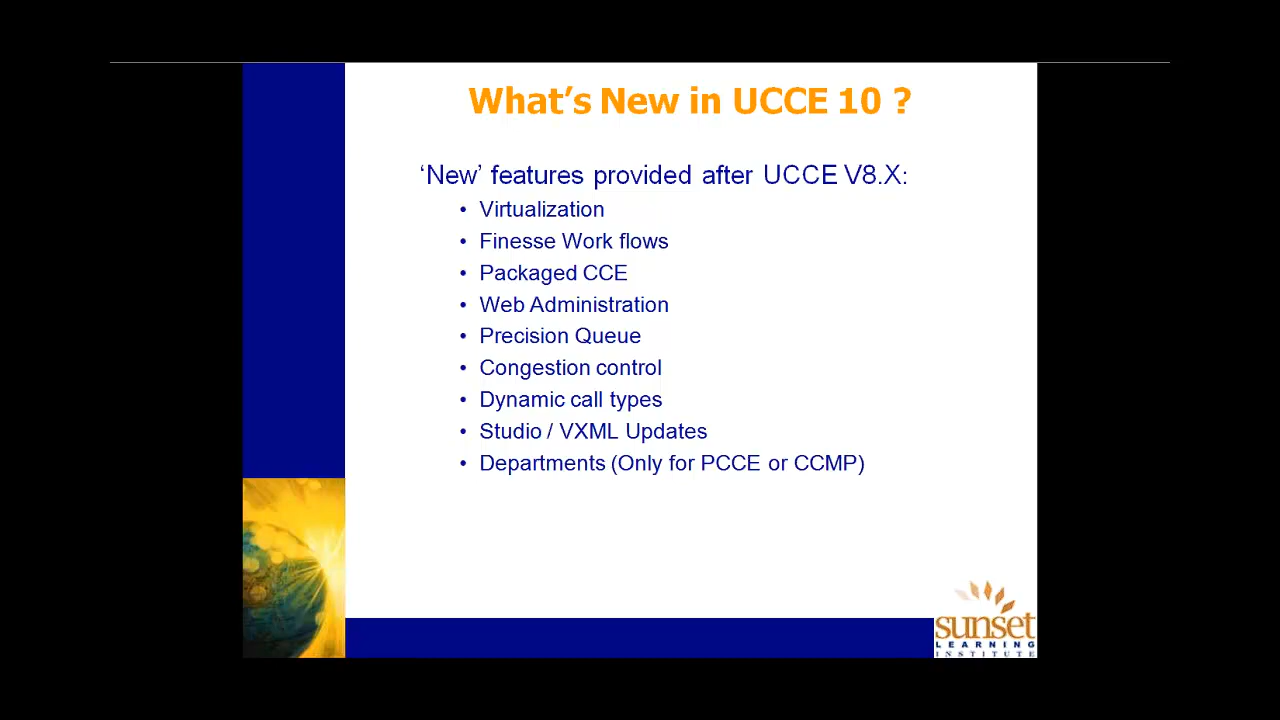 What's New in UCCE 10 ?
‘New’ features provided after UCCE V8.X:
• Virtualization
• Finesse Work flows
• Packaged CCE
• Web Administration
• Precision Queue
• Congestion control
• Dynamic call types
• Studio / VXML Updates
• Departments (Only for PCCE or CCMP)
sunset
LEARNING
INSTITUTE